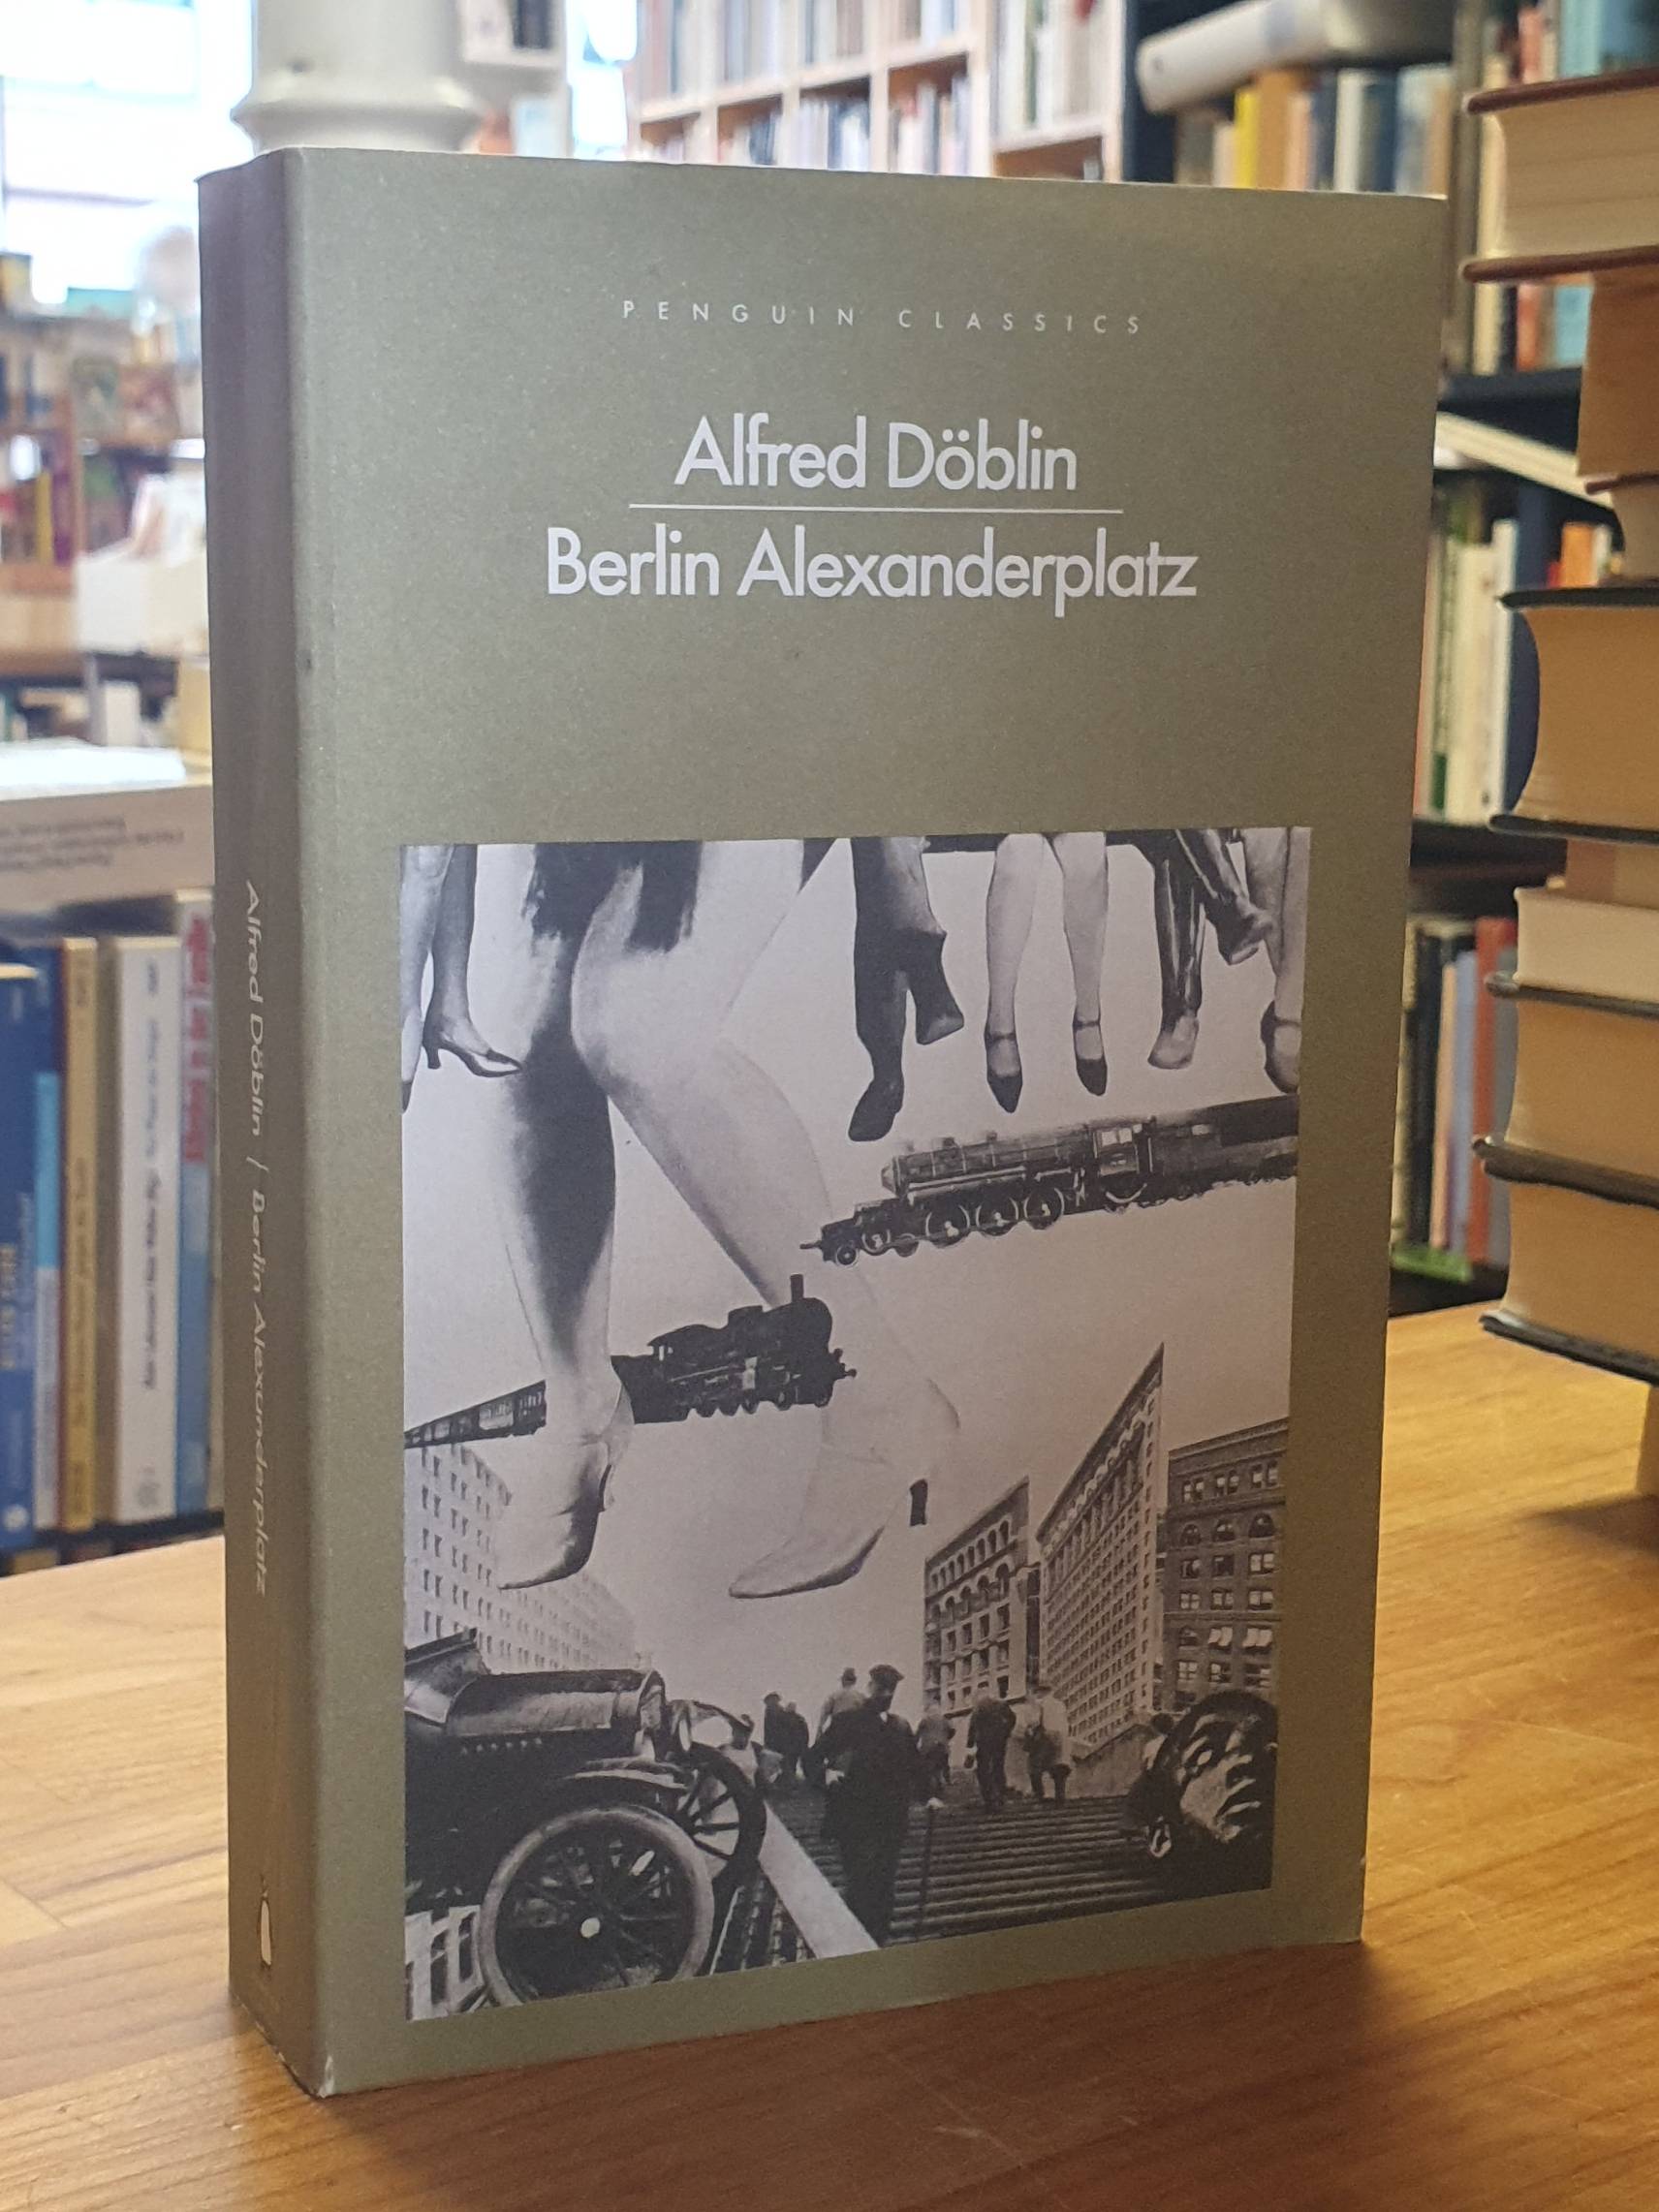 PENGUIN CLASSICS
Alfred Döblin
Berlin Alexanderplatz
Alfred Döblin / Berlin Alexanderplatz